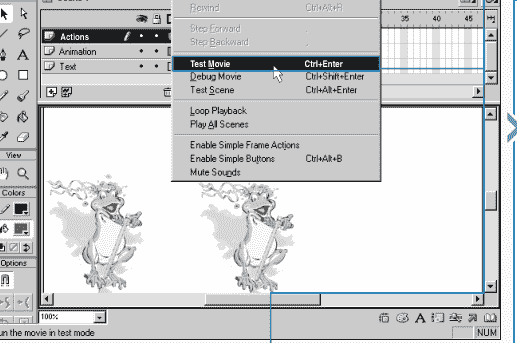 Rewind Ctrl+Alt+R
Step Forward .
Step Backward ,
35 40 45
Actions
Animation
Text
Test Movie Ctrl+Enter
Debug Movie Ctrl+Shift+Enter
Test Scene Ctrl+Alt+Enter
Loop Playback
Play All Scenes
Enable Simple Frame Actions
Enable Simple Buttons Ctrl+Alt+B
Mute Sounds
View
Colors
Options
100%
un the movie in test mode
NUM